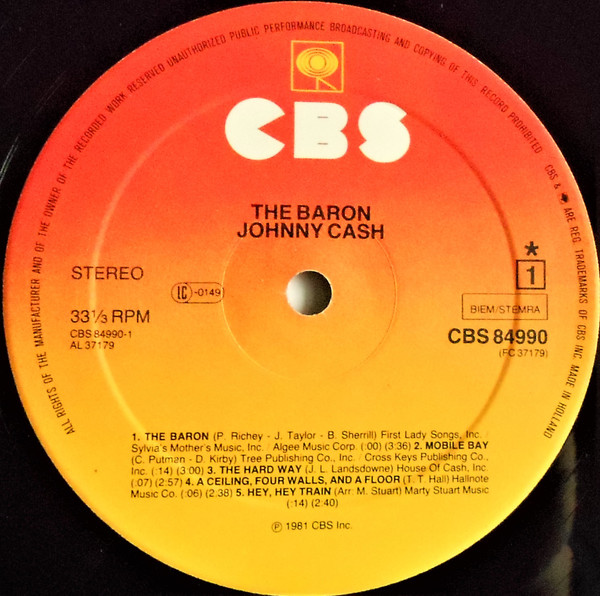 ALL RIGHTS OF THE MANUFACTURER AND OF THE OWNER OF THE RECORDED WORK RESERVED UNAUTHORIZED PUBLIC PERFORMANCE BROADCASTING AND COPYING OF THIS RECORD PROHIBITED
CBS & ARE REG. TRADEMARKS OF CBS INC. MADE IN HOLLAND
CBS
THE BARON
JOHNNY CASH
STEREO
LC-0149
33⅓ RPM
CBS 84990-1
AL 37179
*
1
BIEM/STEMRA
CBS 84990
(FC 37179)
1. THE BARON (P. Richey - J. Taylor - B. Sherrill) First Lady Songs, Inc. /
Sylvia's Mother's Music, Inc. / Algee Music Corp. (:00) (3:36) 2. MOBILE BAY
(C. Putman - D. Kirby) Tree Publishing Co., Inc. / Cross Keys Publishing Co.,
Inc. (:14) (3:00) 3. THE HARD WAY (J. L. Landsdowne) House Of Cash, Inc.
(:07) (2:57) 4. A CEILING, FOUR WALLS, AND A FLOOR (T. T. Hall) Hallnote
Music Co. (:06) (2:38) 5. HEY, HEY TRAIN (Arr. M. Stuart) Marty Stuart Music
(:14) (2:40)
℗ 1981 CBS Inc.